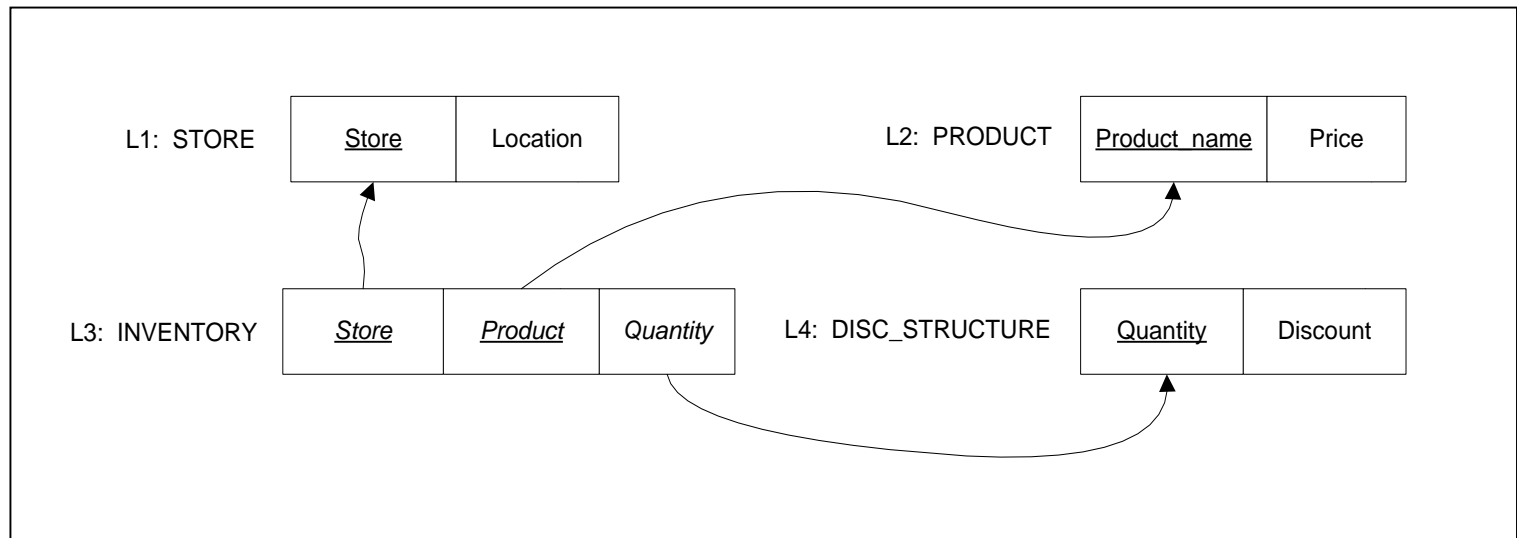 L1: STORE Store Location L2: PRODUCT Product_name Price
L3: INVENTORY Store Product Quantity L4: DISC_STRUCTURE Quantity Discount